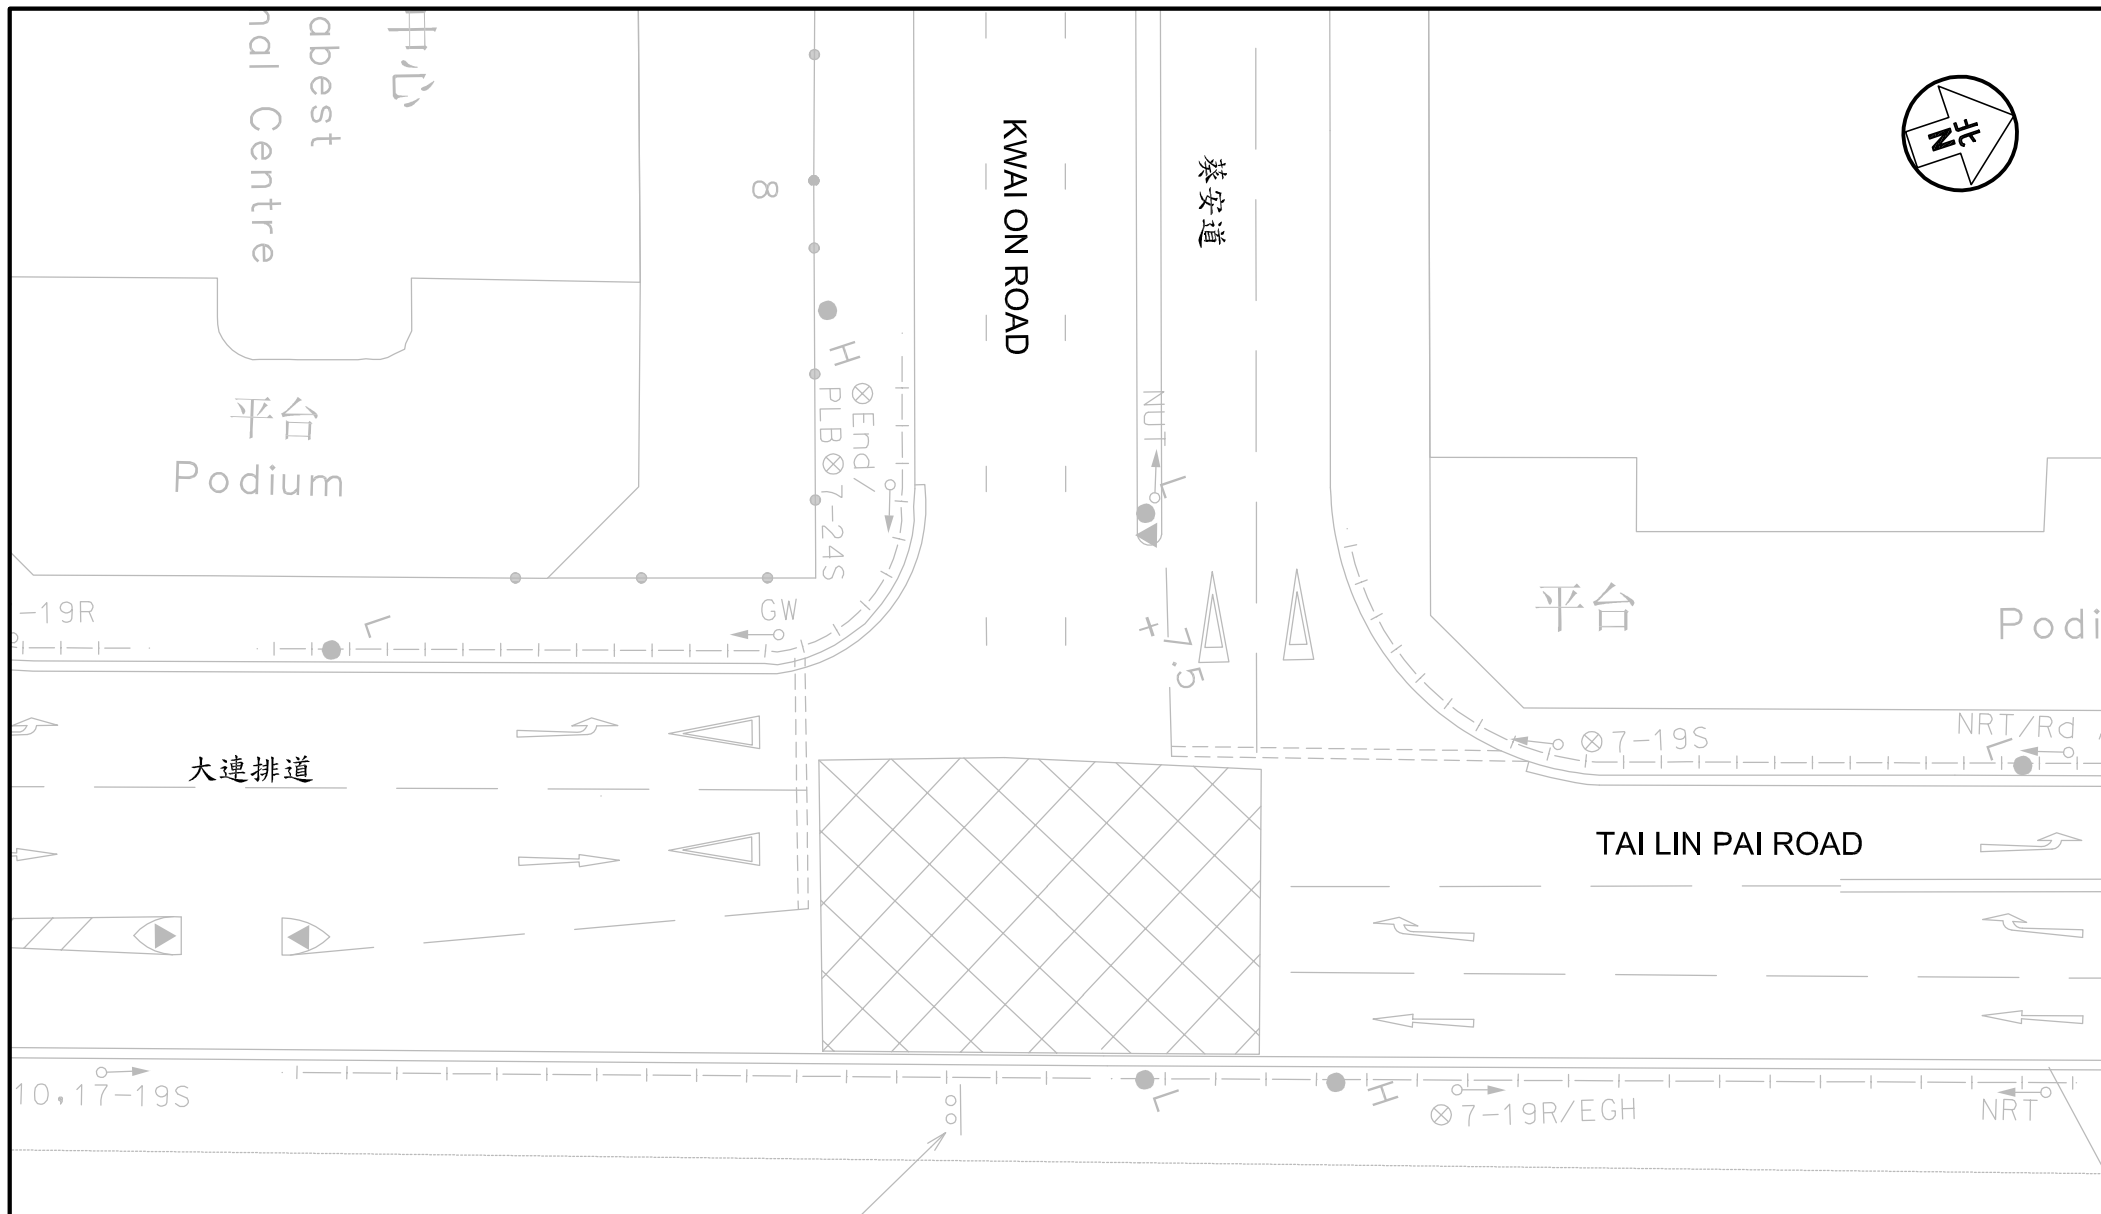 中心
abest
nal Centre
8
KWAI ON ROAD
蔡安道
北
N
平台
Podium
H
⊗End/
PLB⊗7-24S
NUT
L
-19R
L
GW
+ 7.5
平台
Podi
⊗7-19S
NRT/Rd
L
大連排道
TAI LIN PAI ROAD
10,17-19S
L
H
⊗7-19R/EGH
NRT